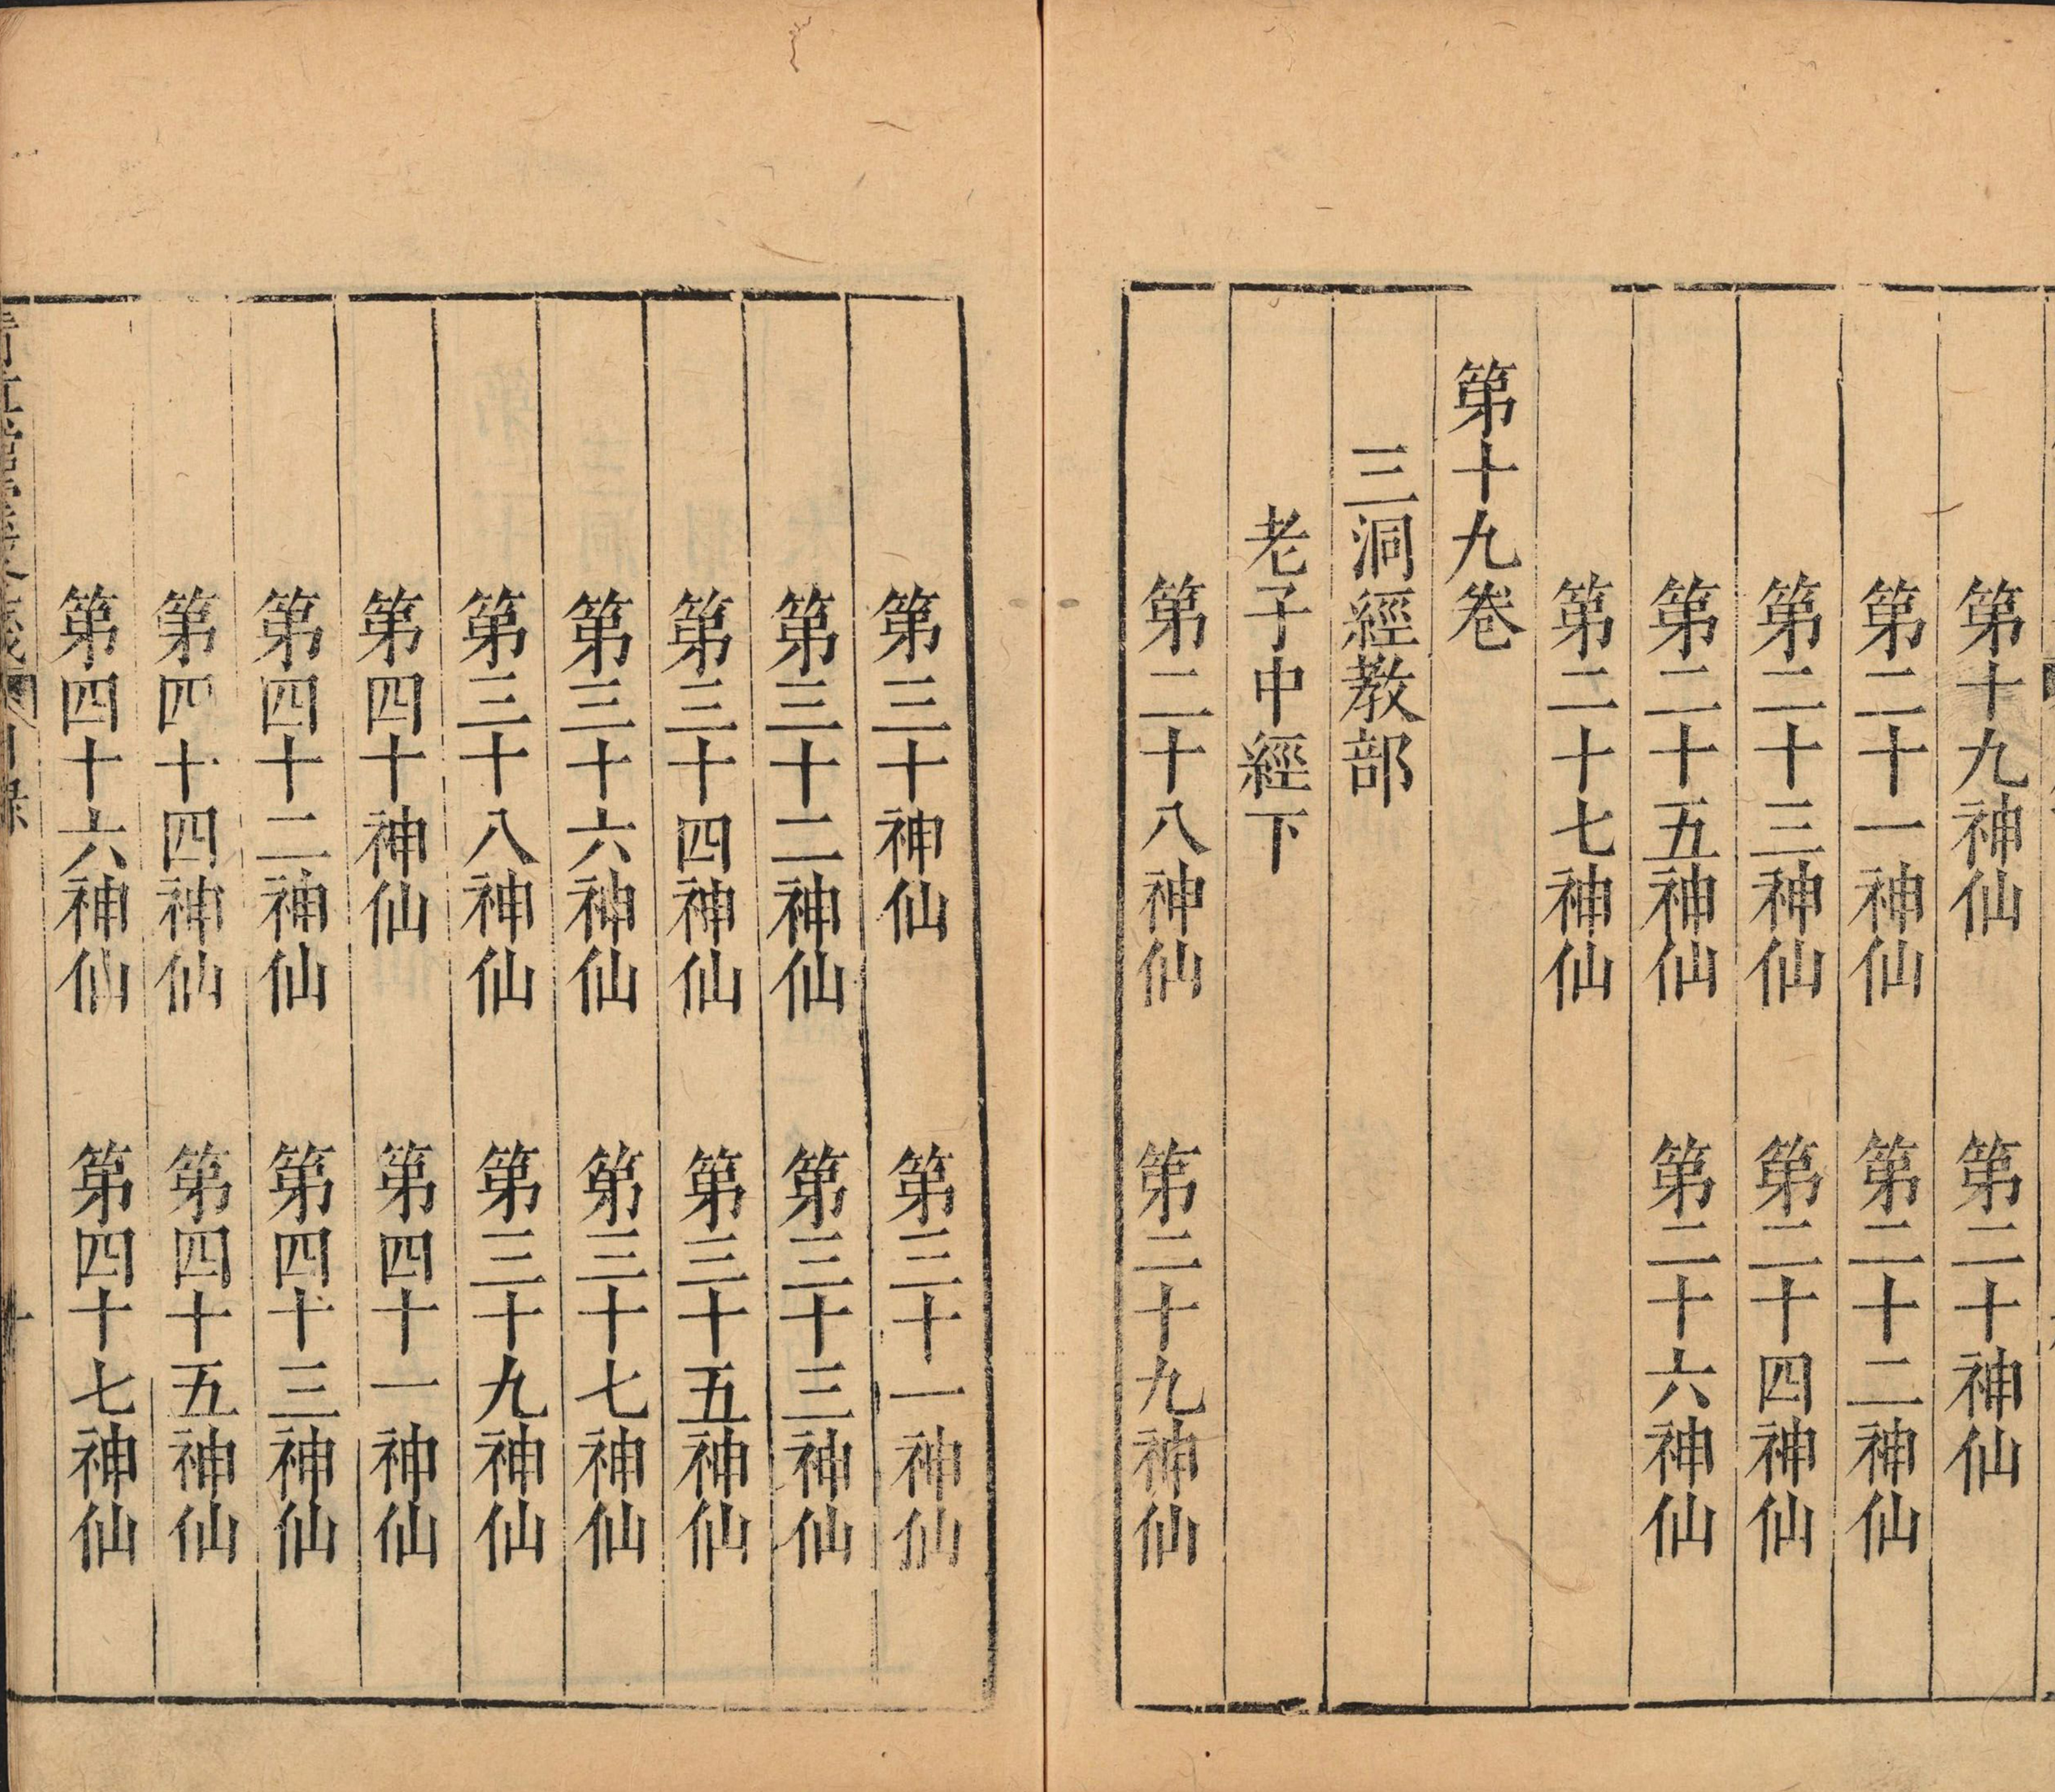 第十九神仙　第二十神仙
第二十一神仙　第二十二神仙
第二十三神仙　第二十四神仙
第二十五神仙　第二十六神仙
第二十七神仙
第十九卷
三洞經教部
老子中經下
第二十八神仙　第二十九神仙
第三十神仙　第三十一神仙
第三十二神仙　第三十三神仙
第三十四神仙　第三十五神仙
第三十六神仙　第三十七神仙
第三十八神仙　第三十九神仙
第四十神仙　第四十一神仙
第四十二神仙　第四十三神仙
第四十四神仙　第四十五神仙
第四十六神仙　第四十七神仙